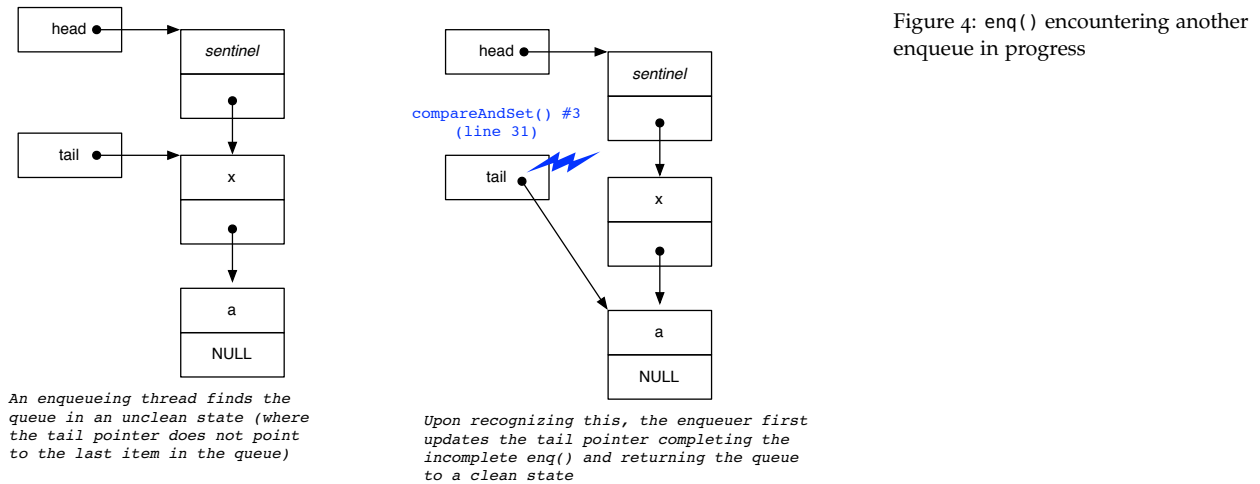 head
sentinel
tail
x
a
NULL
An enqueueing thread finds the
queue in an unclean state (where
the tail pointer does not point
to the last item in the queue)
head
sentinel
compareAndSet() #3
(line 31)
tail
x
a
NULL
Upon recognizing this, the enqueuer first
updates the tail pointer completing the
incomplete enq() and returning the queue
to a clean state
Figure 4: enq() encountering another
enqueue in progress